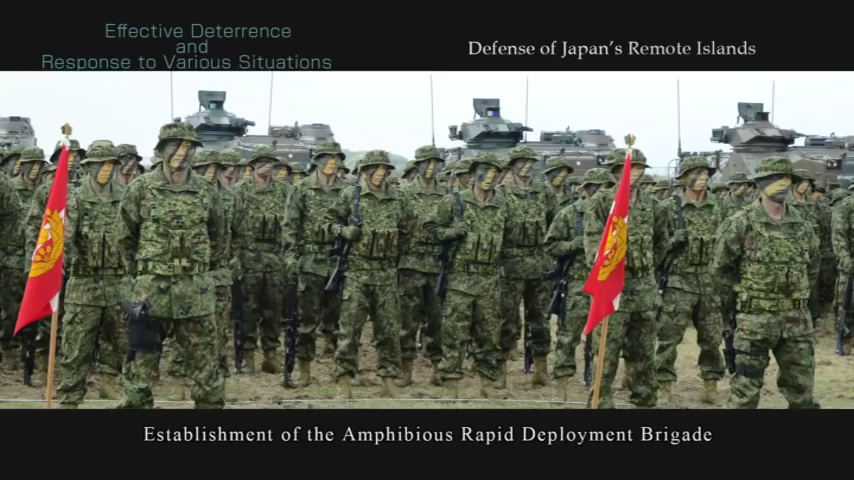 Effective Deterrence
and
Response to Various Situations
Defense of Japan's Remote Islands
Establishment of the Amphibious Rapid Deployment Brigade